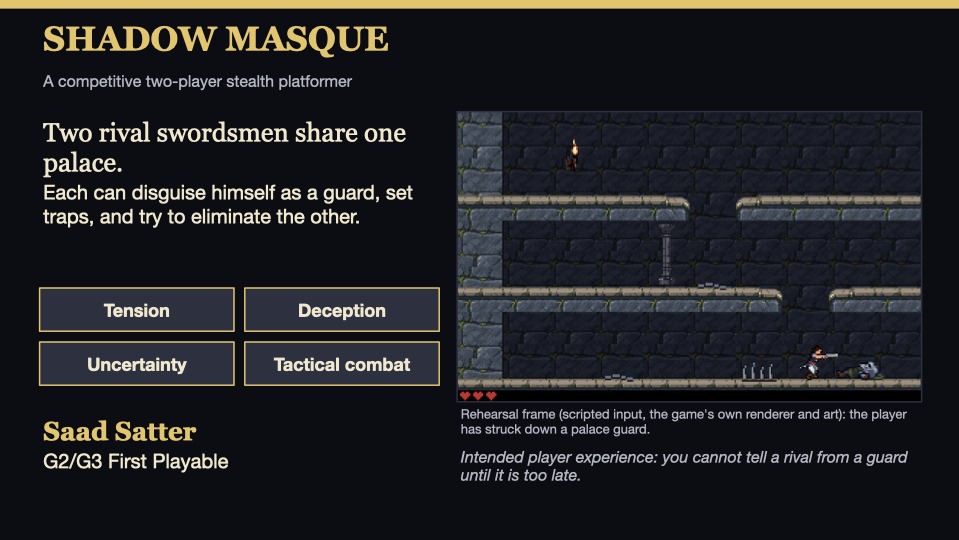 SHADOW MASQUE
A competitive two-player stealth platformer
Two rival swordsmen share one
palace.
Each can disguise himself as a guard, set
traps, and try to eliminate the other.
Tension
Deception
Uncertainty
Tactical combat
Saad Satter
G2/G3 First Playable
Rehearsal frame (scripted input, the game's own renderer and art): the player
has struck down a palace guard.
Intended player experience: you cannot tell a rival from a guard
until it is too late.